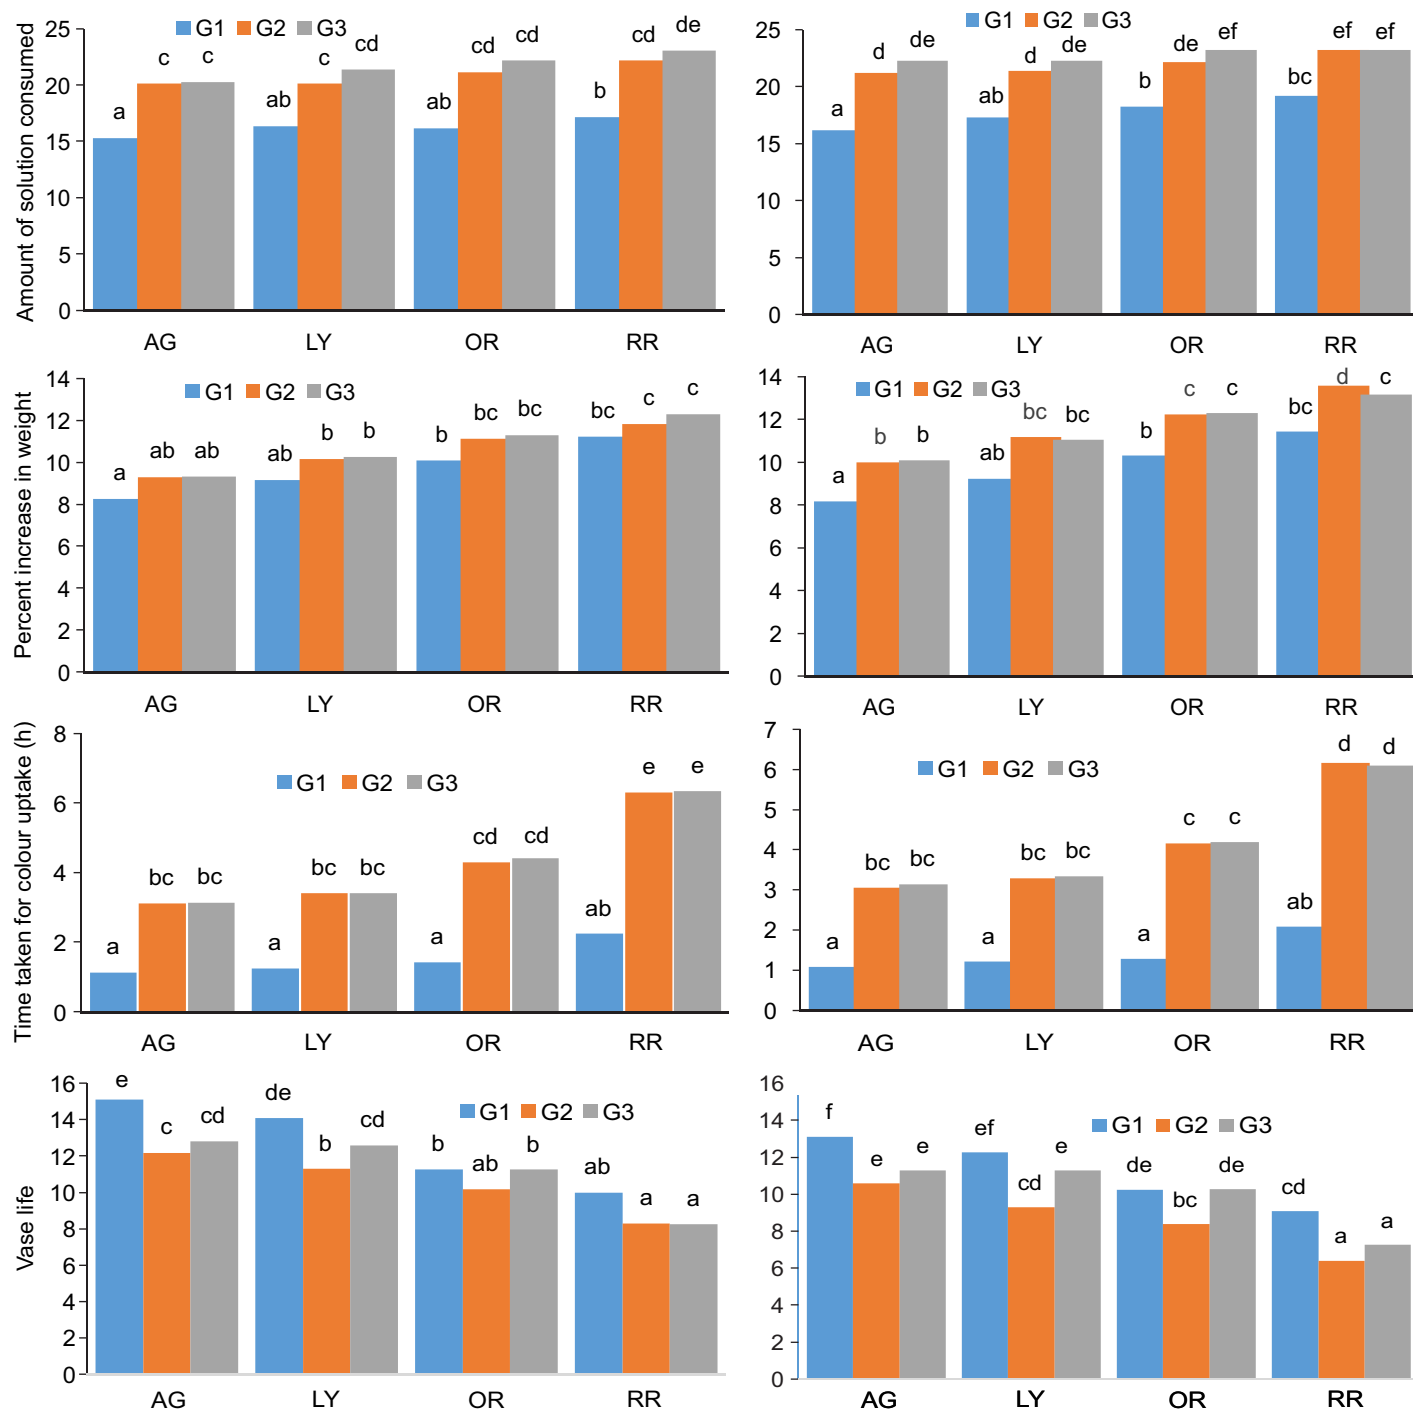 Amount of solution consumed
25
20
15
10
5
0
G1 G2 G3
a c c ab c cd ab cd cd b cd de
AG LY OR RR
25
20
15
10
5
0
G1 G2 G3
a d de ab d de b de ef bc ef ef
AG LY OR RR
Percent increase in weight
14
12
10
8
6
4
2
0
G1 G2 G3
a ab ab ab b b b bc bc bc c c
AG LY OR RR
14
12
10
8
6
4
2
0
G1 G2 G3
a b b ab bc bc b c c bc d c
AG LY OR RR
Time taken for colour uptake (h)
8
6
4
2
0
G1 G2 G3
a bc bc a bc bc a cd cd ab e e
AG LY OR RR
7
6
5
4
3
2
1
0
G1 G2 G3
a bc bc a bc bc a c c ab d d
AG LY OR RR
Vase life
16
14
12
10
8
6
4
2
0
G1 G2 G3
e c cd de b cd b ab b ab a a
AG LY OR RR
16
14
12
10
8
6
4
2
0
G1 G2 G3
f e e ef cd e de bc de cd a a
AG LY OR RR